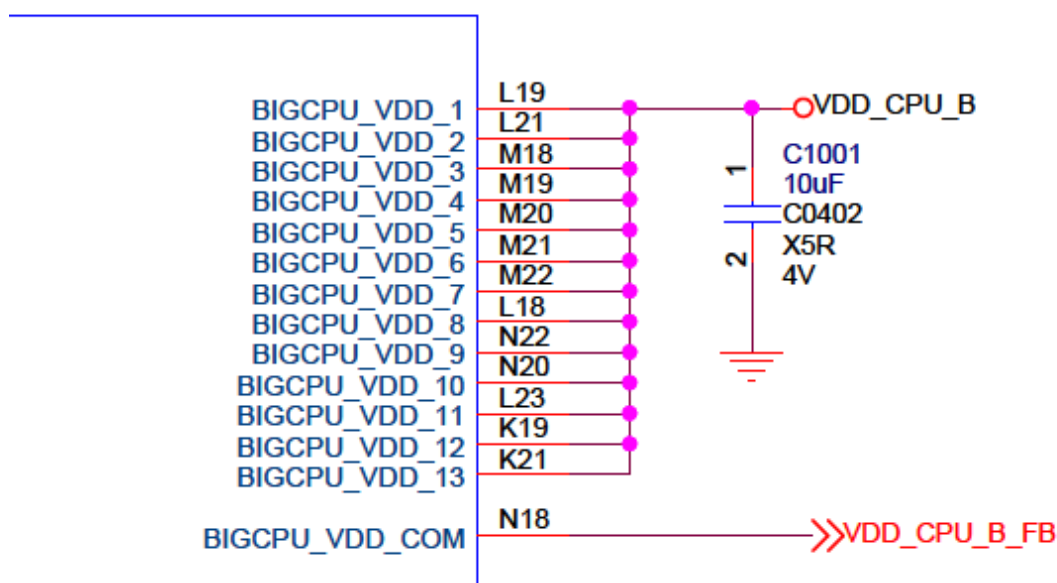 BIGCPU_VDD_1 L19 VDD_CPU_B
BIGCPU_VDD_2 L21
BIGCPU_VDD_3 M18
BIGCPU_VDD_4 M19
BIGCPU_VDD_5 M20
BIGCPU_VDD_6 M21
BIGCPU_VDD_7 M22
BIGCPU_VDD_8 L18
BIGCPU_VDD_9 N22
BIGCPU_VDD_10 N20
BIGCPU_VDD_11 L23
BIGCPU_VDD_12 K19
BIGCPU_VDD_13 K21
BIGCPU_VDD_COM N18 VDD_CPU_B_FB
1
2
C1001
10uF
C0402
X5R
4V